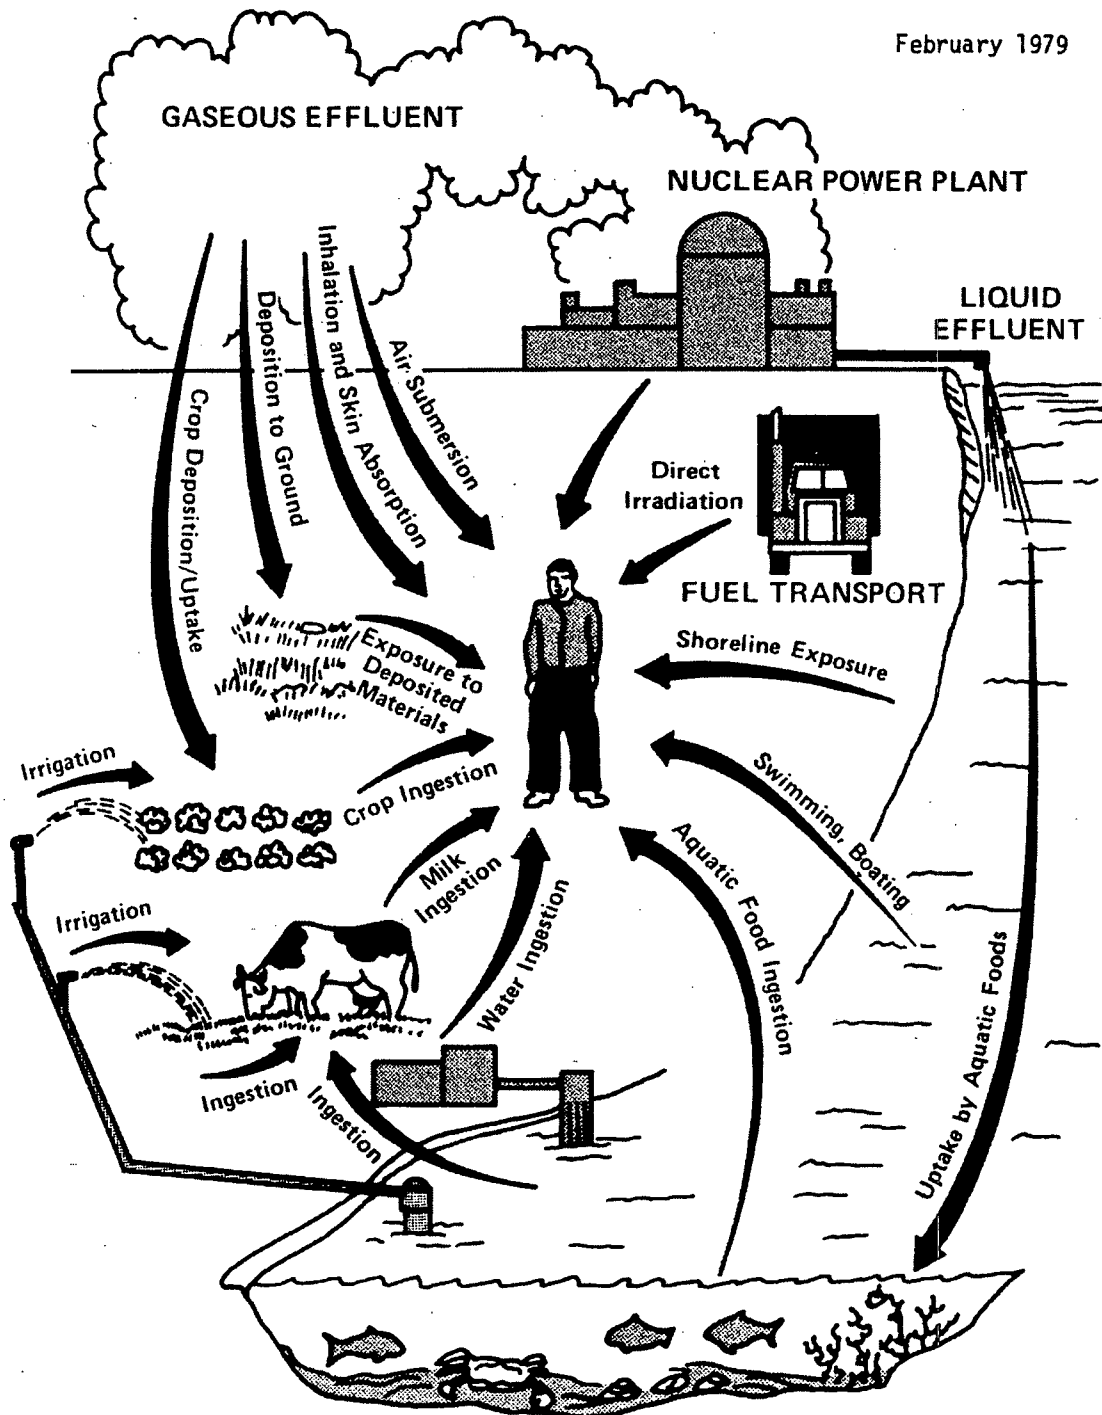 February 1979
GASEOUS EFFLUENT
NUCLEAR POWER PLANT
LIQUID
EFFLUENT
Inhalation and Skin Absorption
Deposition to Ground
Air Submersion
Crop Deposition/Uptake
Direct
Irradiation
FUEL TRANSPORT
Shoreline Exposure
Exposure to
Deposited
Materials
Irrigation
Crop Ingestion
Swimming, Boating
Milk
Ingestion
Aquatic Food Ingestion
Irrigation
Water Ingestion
Uptake by Aquatic Foods
Ingestion
Ingestion